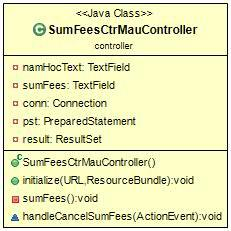 <<Java Class>>
SumFeesCtrMauController
controller
namHocText: TextField
sumFees: TextField
conn: Connection
pst: PreparedStatement
result: ResultSet
SumFeesCtrMauController()
initialize(URL,ResourceBundle):void
sumFees():void
handleCancelSumFees(ActionEvent):void